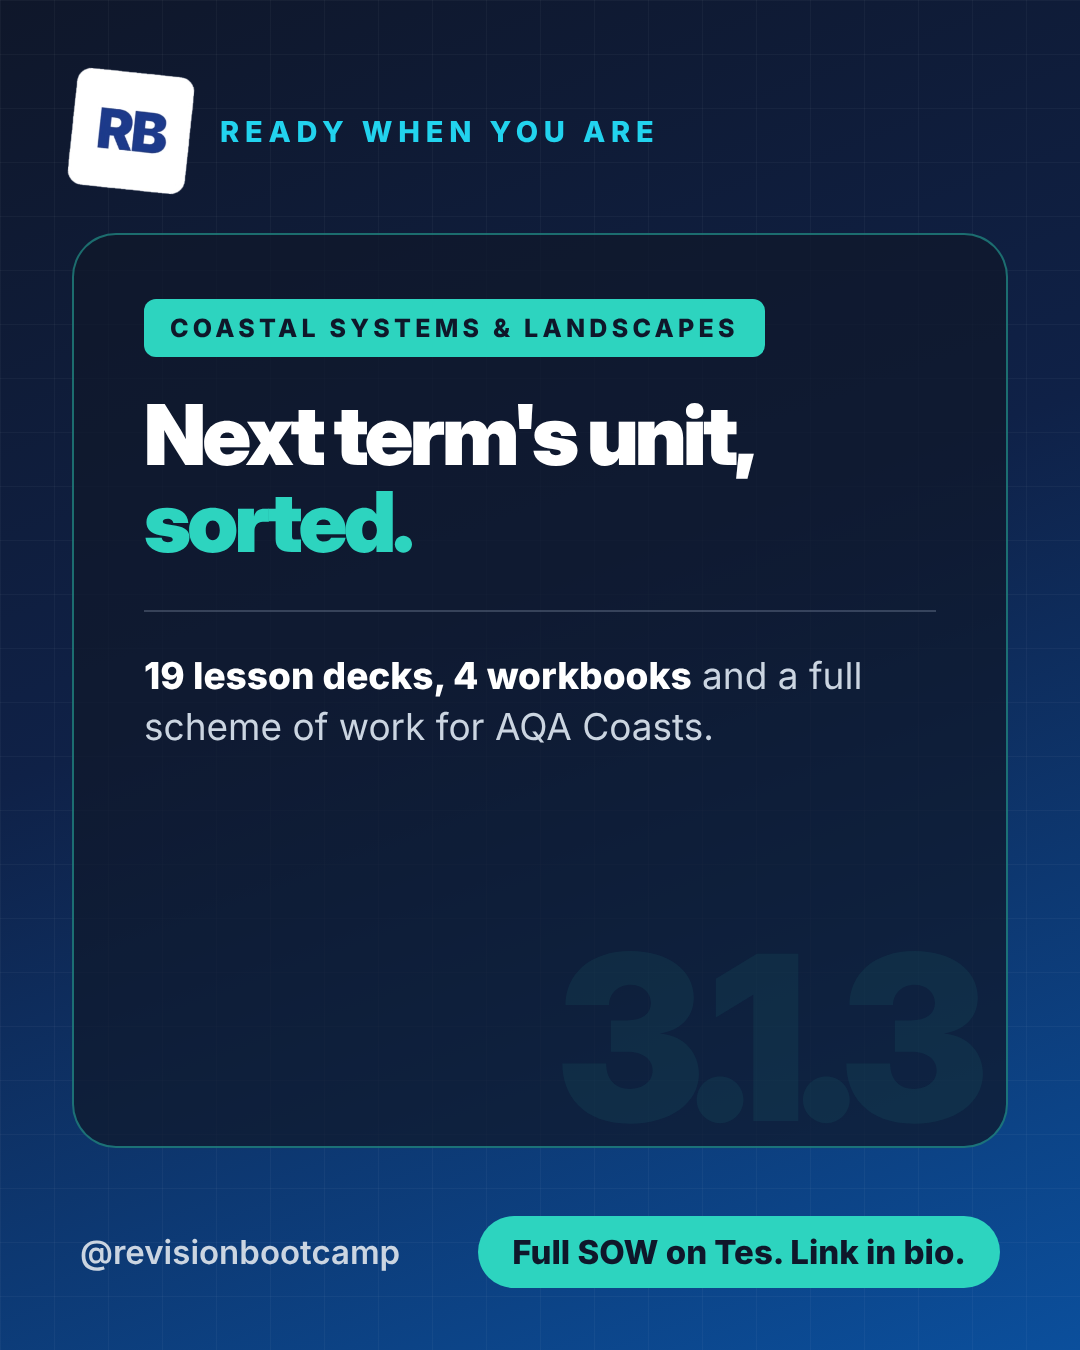 RB
READY WHEN YOU ARE
COASTAL SYSTEMS & LANDSCAPES
Next term's unit,
sorted.
19 lesson decks, 4 workbooks and a full
scheme of work for AQA Coasts.
3.1.3
@revisionbootcamp
Full SOW on Tes. Link in bio.